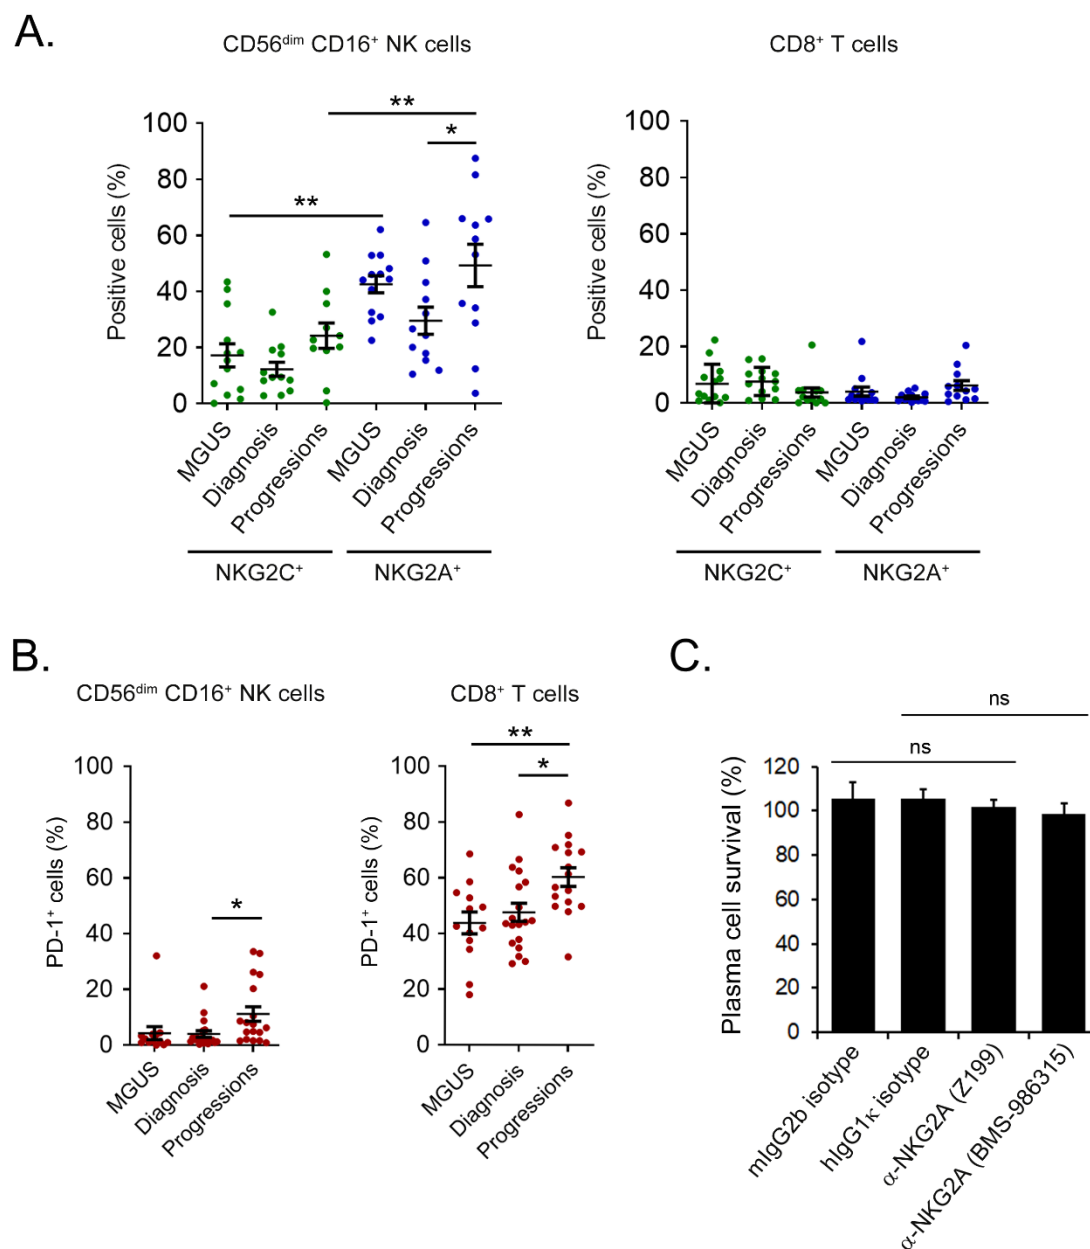 A.
CD56dim CD16+ NK cells
CD8+ T cells
Positive cells (%)
100
80
60
40
20
0
**
**
*
MGUS
Diagnosis
Progressions
MGUS
Diagnosis
Progressions
NKG2C+
NKG2A+
Positive cells (%)
100
80
60
40
20
0
MGUS
Diagnosis
Progressions
MGUS
Diagnosis
Progressions
NKG2C+
NKG2A+
B.
CD56dim CD16+ NK cells
PD-1+ cells (%)
100
80
60
40
20
0
*
MGUS
Diagnosis
Progressions
CD8+ T cells
PD-1+ cells (%)
100
80
60
40
20
0
**
*
MGUS
Diagnosis
Progressions
C.
ns
ns
Plasma cell survival (%)
120
100
80
60
40
20
0
mIgG2b isotype
hIgG1κ isotype
α-NKG2A (Z199)
α-NKG2A (BMS-986315)